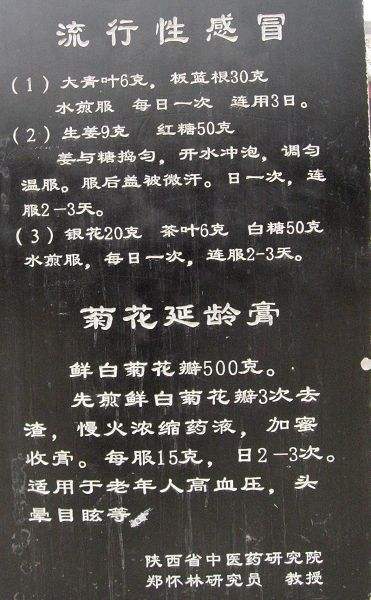 流行性感冒
(1) 大青叶6克，板蓝根30克
水煎服 每日一次 连用3日。
(2) 生姜9克 红糖50克
姜与糖捣匀，开水冲泡，调匀
温服。服后盖被微汗。日一次，连
服2-3天。
(3) 银花20克 茶叶6克 白糖50克
水煎服，每日一次，连服2-3天。
菊花延龄膏
鲜白菊花瓣500克。
先煎鲜白菊花瓣3次去
渣，慢火浓缩药液，加蜜
收膏。每服15克，日2-3次。
适用于老年人高血压，头
晕目眩等。
陕西省中医药研究院
郑怀林研究员 教授